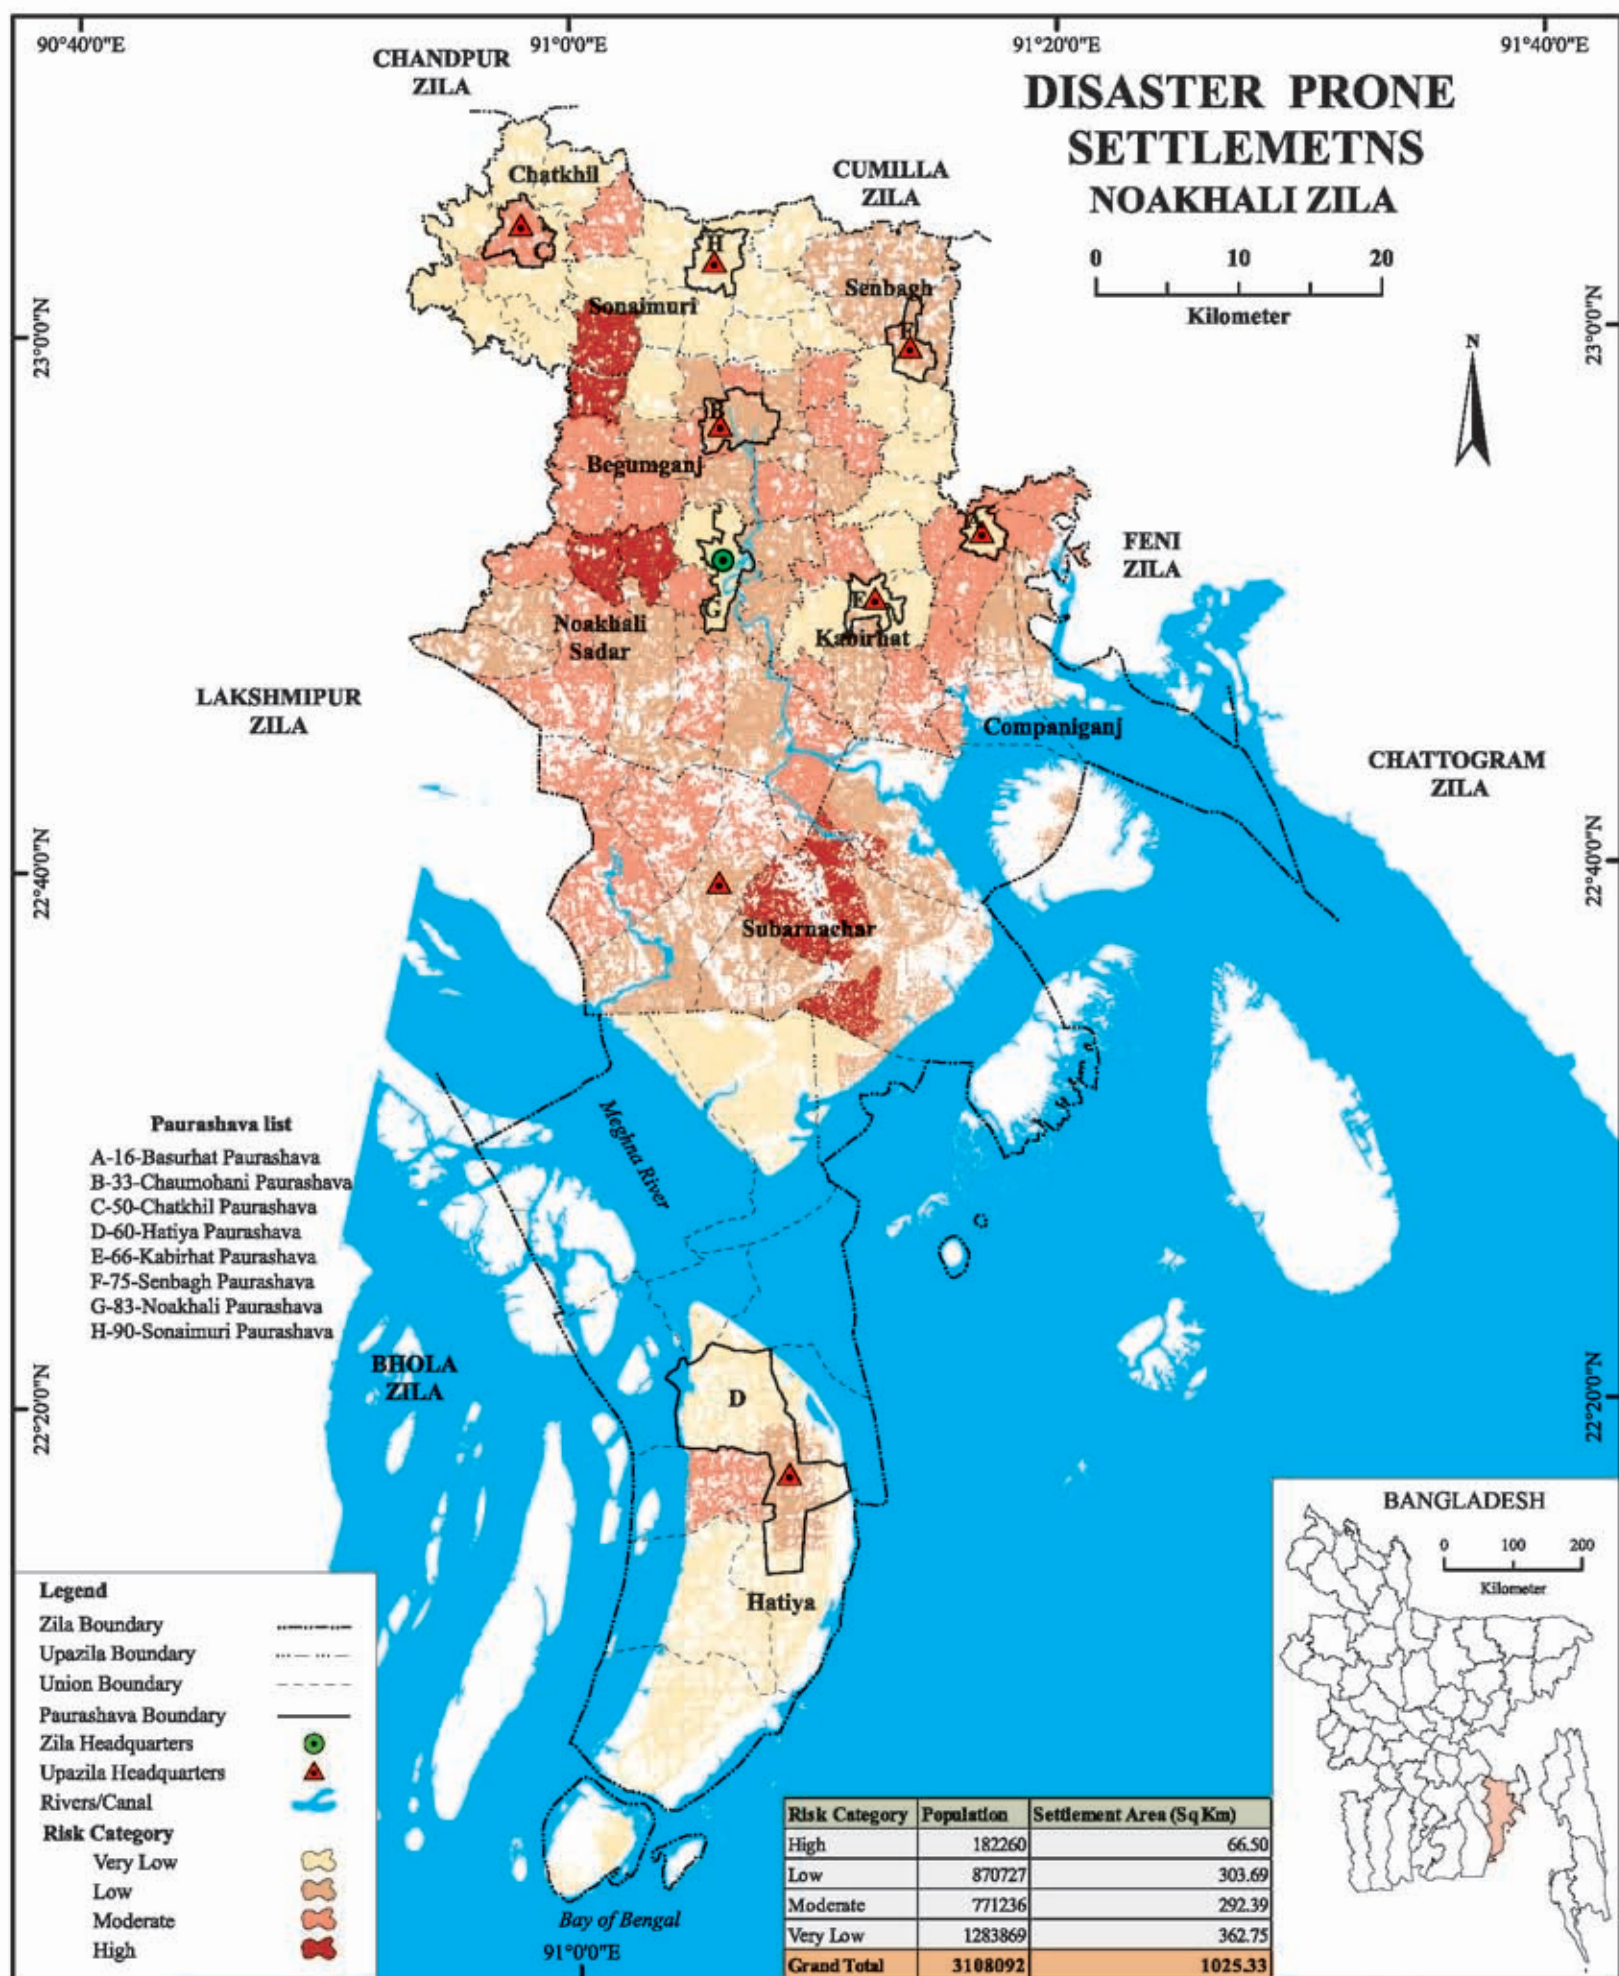 90°40'0"E
91°0'0"E
91°20'0"E
91°40'0"E
CHANDPUR
ZILA
DISASTER PRONE
SETTLEMETNS
NOAKHALI ZILA
CUMILLA
ZILA
0 10 20
Kilometer
N
Chatkhil
C
H
Sonaimuri
Senbagh
F
23°0'0"N
23°0'0"N
B
Begumganj
A
FENI
ZILA
E
G
Noakhali
Sadar
Kabirhat
LAKSHMIPUR
ZILA
Companiganj
CHATTOGRAM
ZILA
22°40'0"N
22°40'0"N
Subarnachar
Meghna River
Paurashava list
A-16-Basurhat Paurashava
B-33-Chaumohani Paurashava
C-50-Chatkhil Paurashava
D-60-Hatiya Paurashava
E-66-Kabirhat Paurashava
F-75-Senbagh Paurashava
G-83-Noakhali Paurashava
H-90-Sonaimuri Paurashava
BHOLA
ZILA
D
22°20'0"N
22°20'0"N
Hatiya
BANGLADESH
0 100 200
Kilometer
Legend
Zila Boundary
Upazila Boundary
Union Boundary
Paurashava Boundary
Zila Headquarters
Upazila Headquarters
Rivers/Canal
Risk Category
Very Low
Low
Moderate
High
Bay of Bengal
91°0'0"E
Risk Category Population Settlement Area (Sq Km)
High 182260 66.50
Low 870727 303.69
Moderate 771236 292.39
Very Low 1283869 362.75
Grand Total 3108092 1025.33